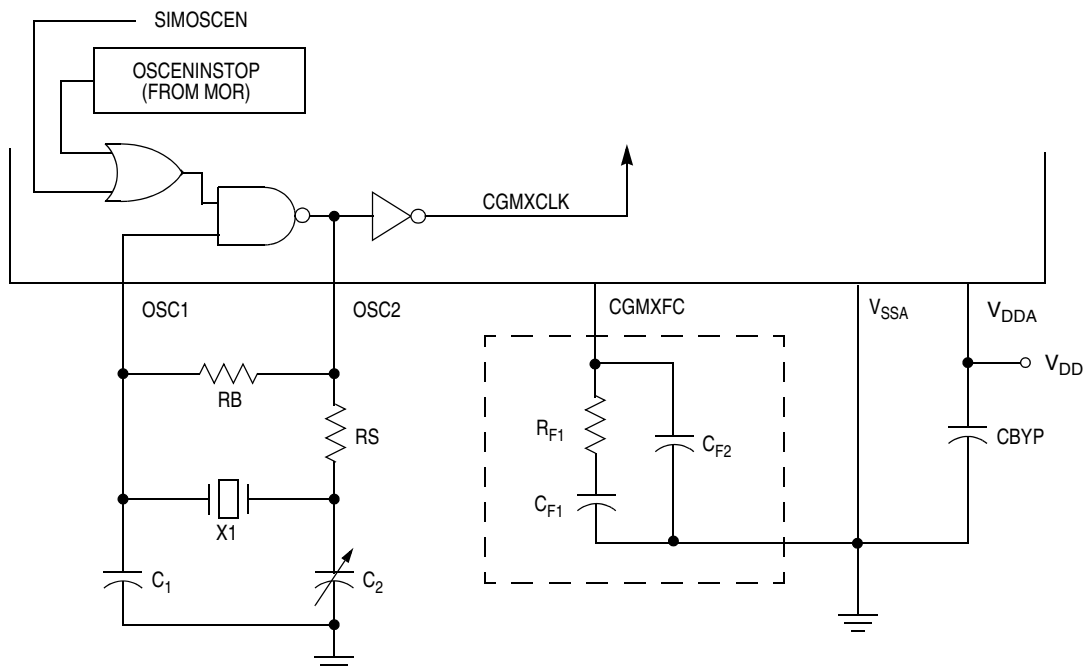 SIMOSCEN
OSCENINSTOP
(FROM MOR)
CGMXCLK
OSC1
OSC2
CGMXFC
VSSA
VDDA
VDD
RB
RS
RF1
CF2
CBYP
CF1
X1
C1
C2